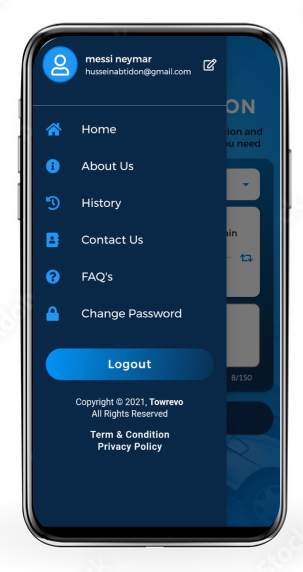 messi neymar
husseinabtidon@gmail.com
ON
ion and
ou need
Home
About Us
History
ain
Contact Us
FAQ's
Change Password
Logout
8/150
Copyright © 2021, Towrevo
All Rights Reserved
Term & Condition
Privacy Policy